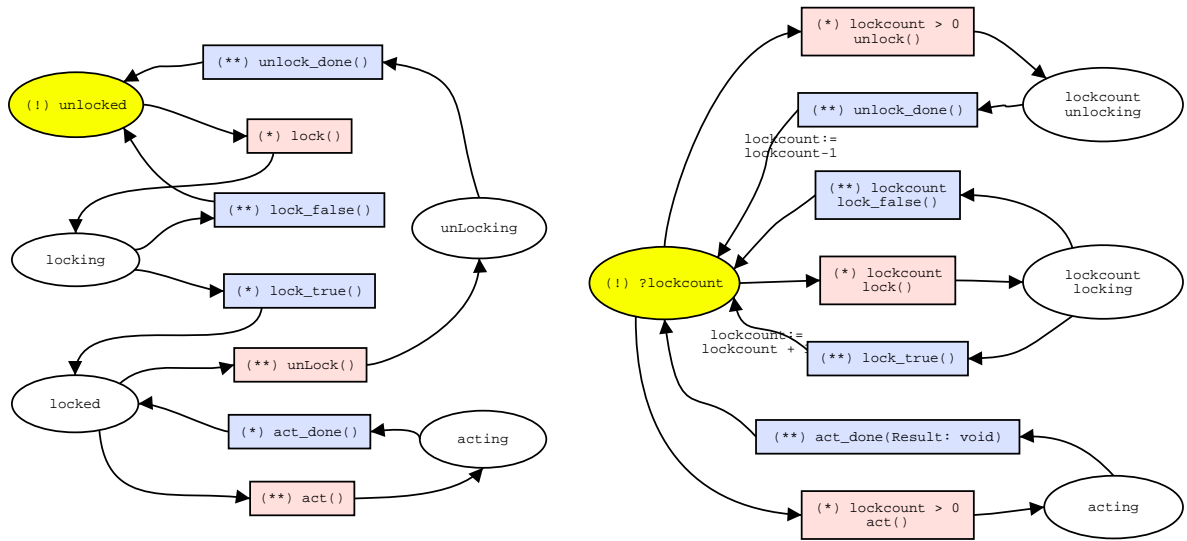 (**) unlock_done()
(!) unlocked
(*) lock()
(**) lock_false()
unLocking
locking
(*) lock_true()
(**) unLock()
locked
(*) act_done()
acting
(**) act()
(*) lockcount > 0
unlock()
lockcount
unlocking
(**) unlock_done()
lockcount:=
lockcount-1
(**) lockcount
lock_false()
(!) ?lockcount
(*) lockcount
lock()
lockcount
locking
lockcount:=
lockcount +
(**) lock_true()
(**) act_done(Result: void)
(*) lockcount > 0
act()
acting